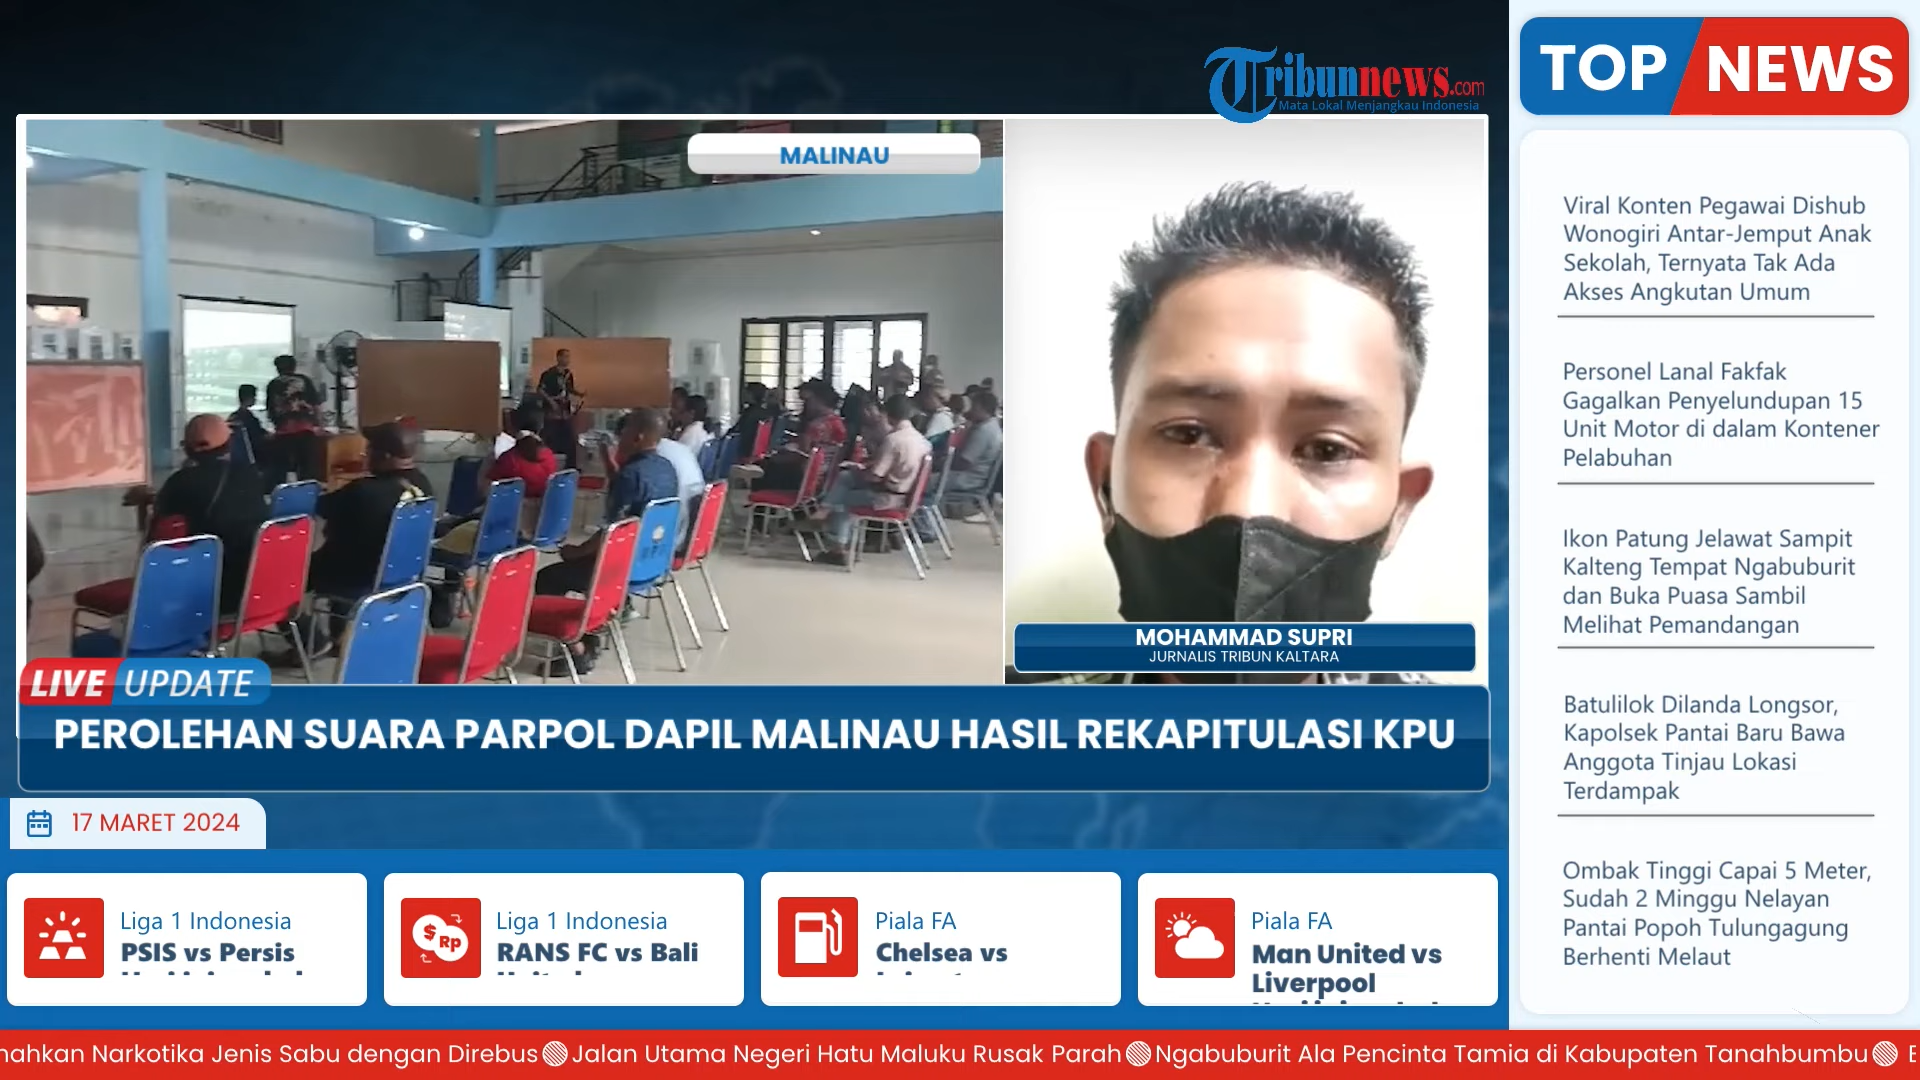 Tribunnews.com
Mata Lokal Menjangkau Indonesia
TOP NEWS
MALINAU
MOHAMMAD SUPRI
JURNALIS TRIBUN KALTARA
LIVE UPDATE
PEROLEHAN SUARA PARPOL DAPIL MALINAU HASIL REKAPITULASI KPU
17 MARET 2024
Viral Konten Pegawai Dishub
Wonogiri Antar-Jemput Anak
Sekolah, Ternyata Tak Ada
Akses Angkutan Umum
Personel Lanal Fakfak
Gagalkan Penyelundupan 15
Unit Motor di dalam Kontener
Pelabuhan
Ikon Patung Jelawat Sampit
Kalteng Tempat Ngabuburit
dan Buka Puasa Sambil
Melihat Pemandangan
Batulilok Dilanda Longsor,
Kapolsek Pantai Baru Bawa
Anggota Tinjau Lokasi
Terdampak
Ombak Tinggi Capai 5 Meter,
Sudah 2 Minggu Nelayan
Pantai Popoh Tulungagung
Berhenti Melaut
Liga 1 Indonesia
PSIS vs Persis
$ Rp
Liga 1 Indonesia
RANS FC vs Bali
Piala FA
Chelsea vs
Piala FA
Man United vs
Liverpool
Narkotika Jenis Sabu dengan Direbus Jalan Utama Negeri Hatu Maluku Rusak Parah Ngabuburit Ala Pencinta Tamia di Kabupaten Tanahbumbu